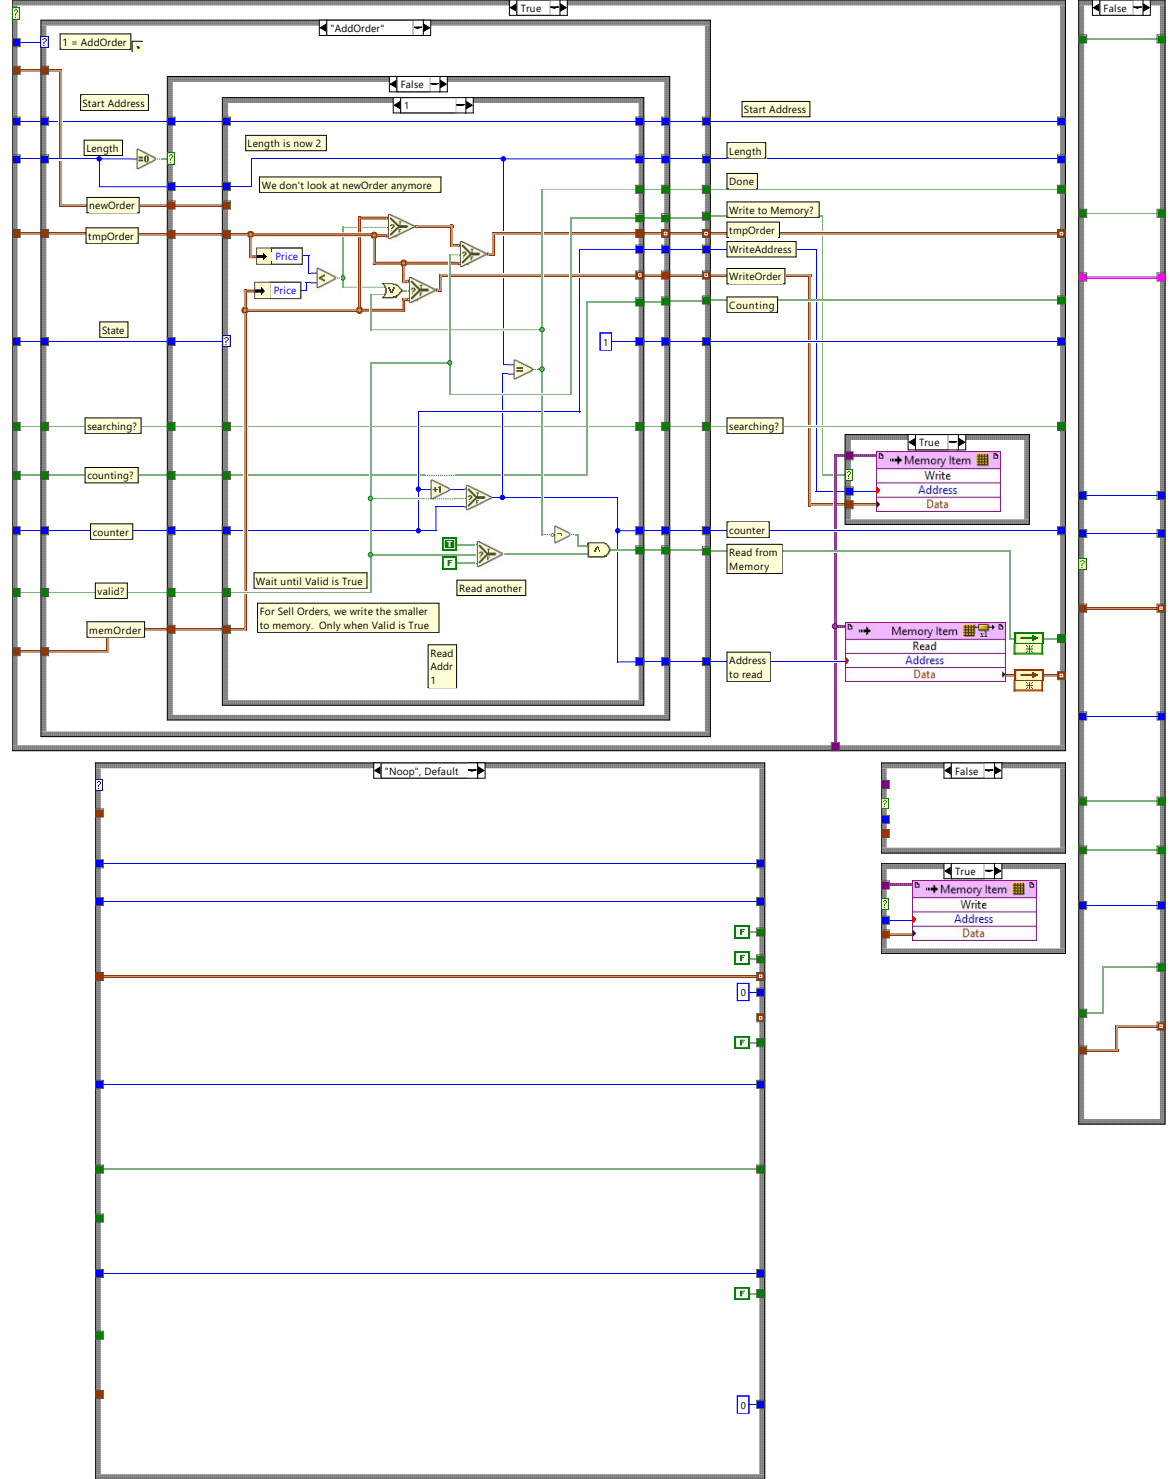 True
False
"AddOrder"
1 = AddOrder
False
1
Start Address
Start Address
Length
=0
Length is now 2
Length
We don't look at newOrder anymore
Done
newOrder
Write to Memory?
tmpOrder
tmpOrder
Price
WriteAddress
Price
WriteOrder
Counting
State
1
searching?
searching?
True
Memory Item
Write
Address
Data
counting?
+1
counter
counter
T
F
Read from
Memory
Wait until Valid is True
Read another
valid?
For Sell Orders, we write the smaller
to memory. Only when Valid is True
memOrder
Read
Addr
1
Address
to read
Memory Item
x1
Read
Address
Data
"Noop", Default
False
True
Memory Item
Write
Address
Data
F
F
0
F
F
0